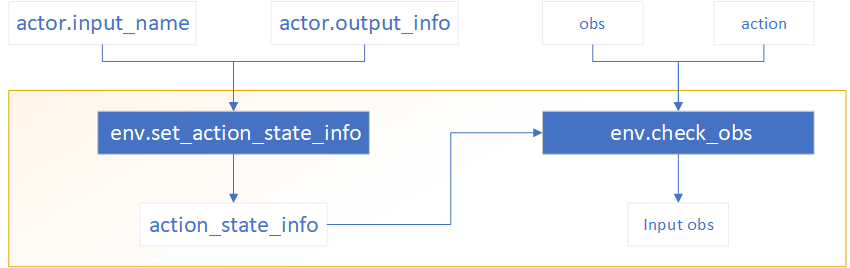 actor.input_name
actor.output_info
obs
action
env.set_action_state_info
env.check_obs
action_state_info
Input obs